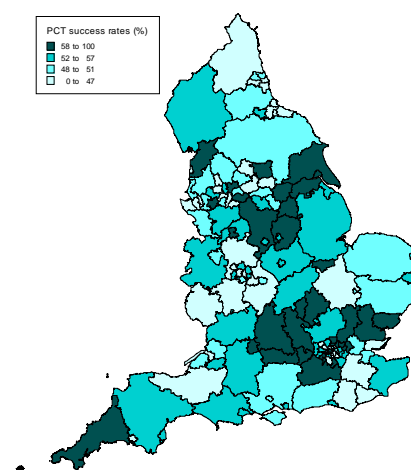 PCT success rates (%)
58 to 100
52 to 57
48 to 51
0 to 47